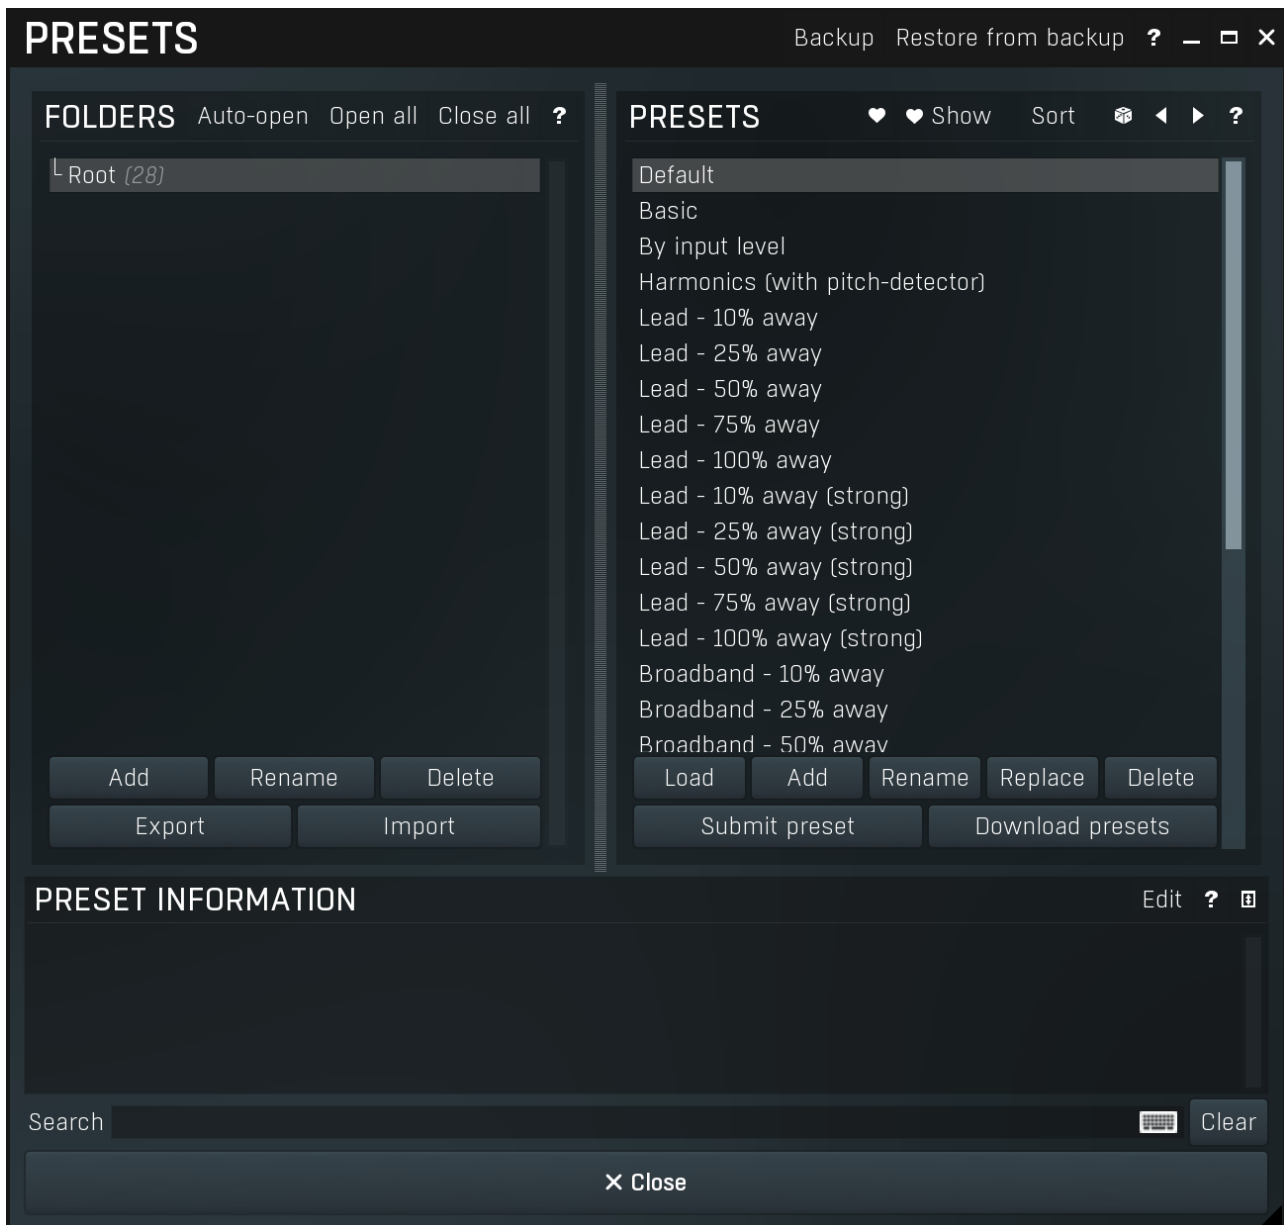 PRESETS Backup Restore from backup ?
FOLDERS Auto-open Open all Close all ?
Root (28)
Add Rename Delete
Export Import
PRESETS Show Sort ?
Default
Basic
By input level
Harmonics (with pitch-detector)
Lead - 10% away
Lead - 25% away
Lead - 50% away
Lead - 75% away
Lead - 100% away
Lead - 10% away (strong)
Lead - 25% away (strong)
Lead - 50% away (strong)
Lead - 75% away (strong)
Lead - 100% away (strong)
Broadband - 10% away
Broadband - 25% away
Broadband - 50% away
Load Add Rename Replace Delete
Submit preset Download presets
PRESET INFORMATION Edit ?
Search Clear
Close